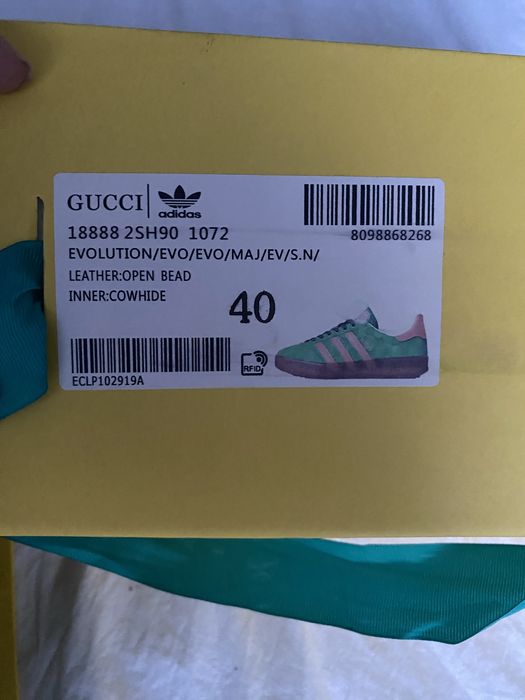 GUCCI adidas
18888 2SH90 1072
8098868268
EVOLUTION/EVO/EVO/MAJ/EV/S.N/
LEATHER:OPEN BEAD
INNER:COWHIDE
40
RFID
ECLP102919A